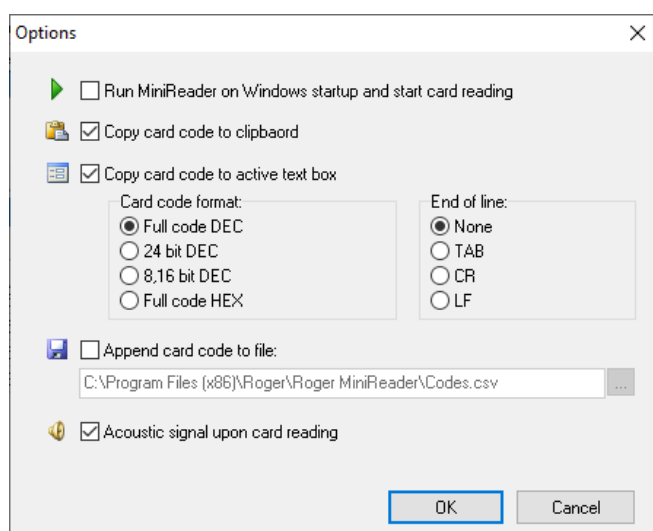 Options
Run MiniReader on Windows startup and start card reading
Copy card code to clipbaord
Copy card code to active text box
Card code format:
Full code DEC
24 bit DEC
8,16 bit DEC
Full code HEX
End of line:
None
TAB
CR
LF
Append card code to file:
C:\Program Files (x86)\Roger\Roger MiniReader\Codes.csv
...
Acoustic signal upon card reading
OK
Cancel